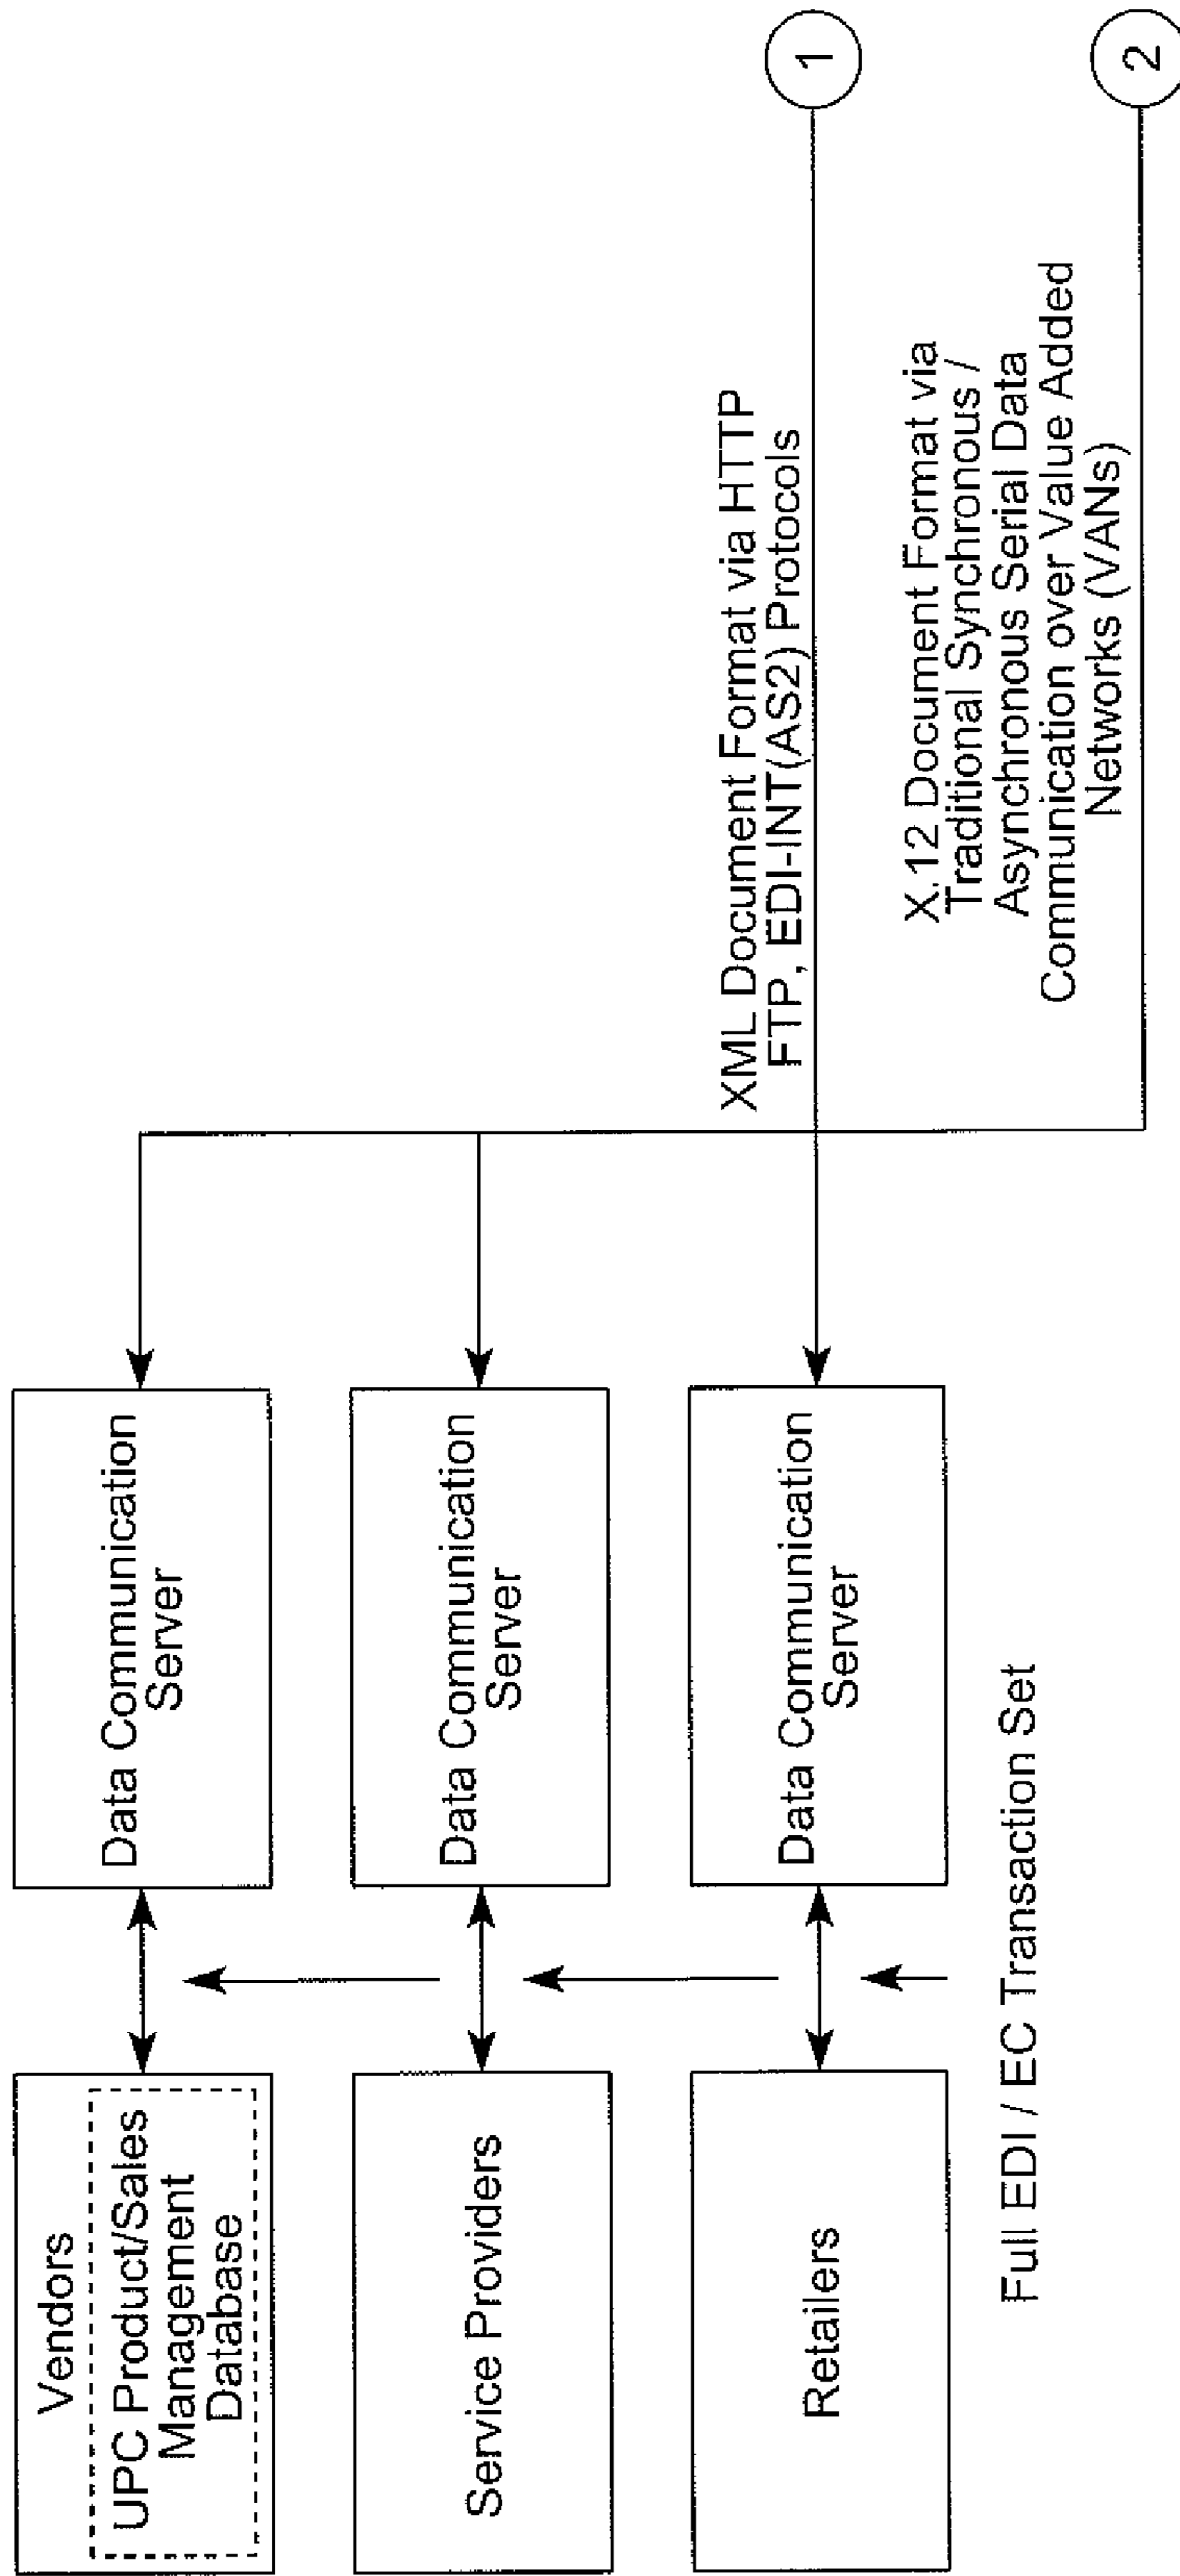 Vendors
UPC Product/Sales
Management
Database
Data Communication
Server
Service Providers
Data Communication
Server
Retailers
Data Communication
Server
Full EDI / EC Transaction Set
XML Document Format via HTTP
FTP, EDI-INT(AS2) Protocols
1
X.12 Document Format via
Traditional Synchronous /
Asynchronous Serial Data
Communication over Value Added
Networks (VANs)
2